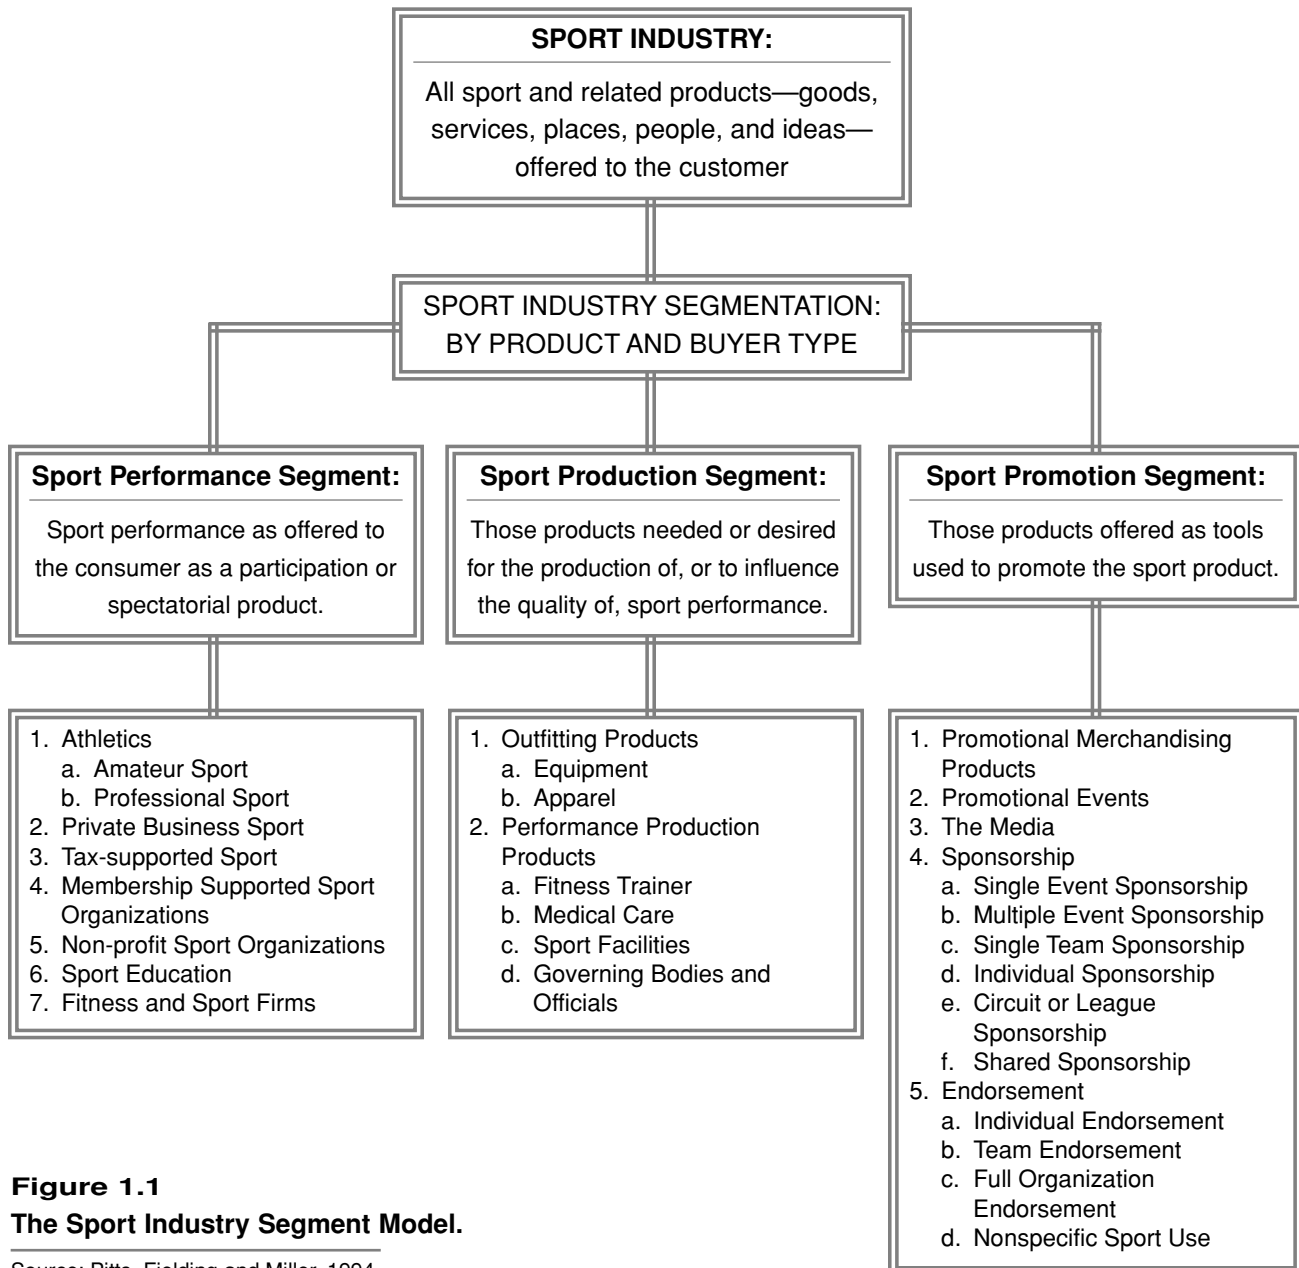 SPORT INDUSTRY:
All sport and related products—goods,
services, places, people, and ideas—
offered to the customer
SPORT INDUSTRY SEGMENTATION:
BY PRODUCT AND BUYER TYPE
Sport Performance Segment:
Sport performance as offered to
the consumer as a participation or
spectatorial product.
Sport Production Segment:
Those products needed or desired
for the production of, or to influence
the quality of, sport performance.
Sport Promotion Segment:
Those products offered as tools
used to promote the sport product.
1. Athletics
a. Amateur Sport
b. Professional Sport
2. Private Business Sport
3. Tax-supported Sport
4. Membership Supported Sport
Organizations
5. Non-profit Sport Organizations
6. Sport Education
7. Fitness and Sport Firms
1. Outfitting Products
a. Equipment
b. Apparel
2. Performance Production
Products
a. Fitness Trainer
b. Medical Care
c. Sport Facilities
d. Governing Bodies and
Officials
1. Promotional Merchandising
Products
2. Promotional Events
3. The Media
4. Sponsorship
a. Single Event Sponsorship
b. Multiple Event Sponsorship
c. Single Team Sponsorship
d. Individual Sponsorship
e. Circuit or League
Sponsorship
f. Shared Sponsorship
5. Endorsement
a. Individual Endorsement
b. Team Endorsement
c. Full Organization
Endorsement
d. Nonspecific Sport Use
Figure 1.1
The Sport Industry Segment Model.
Source: Pitts, Fielding and Miller, 1994